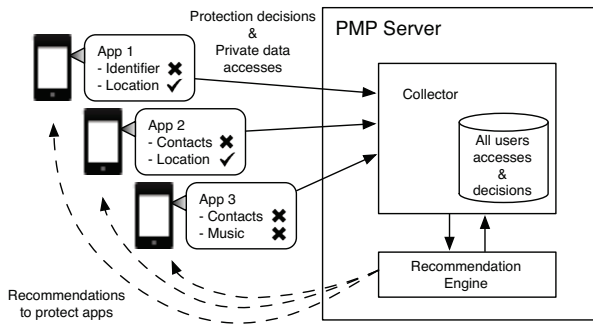 Protection decisions
&
Private data
accesses
PMP Server
App 1
- Identifier ✖
- Location ✔
App 2
- Contacts ✖
- Location ✔
App 3
- Contacts ✖
- Music ✖
Collector
All users
accesses
&
decisions
Recommendation
Engine
Recommendations
to protect apps